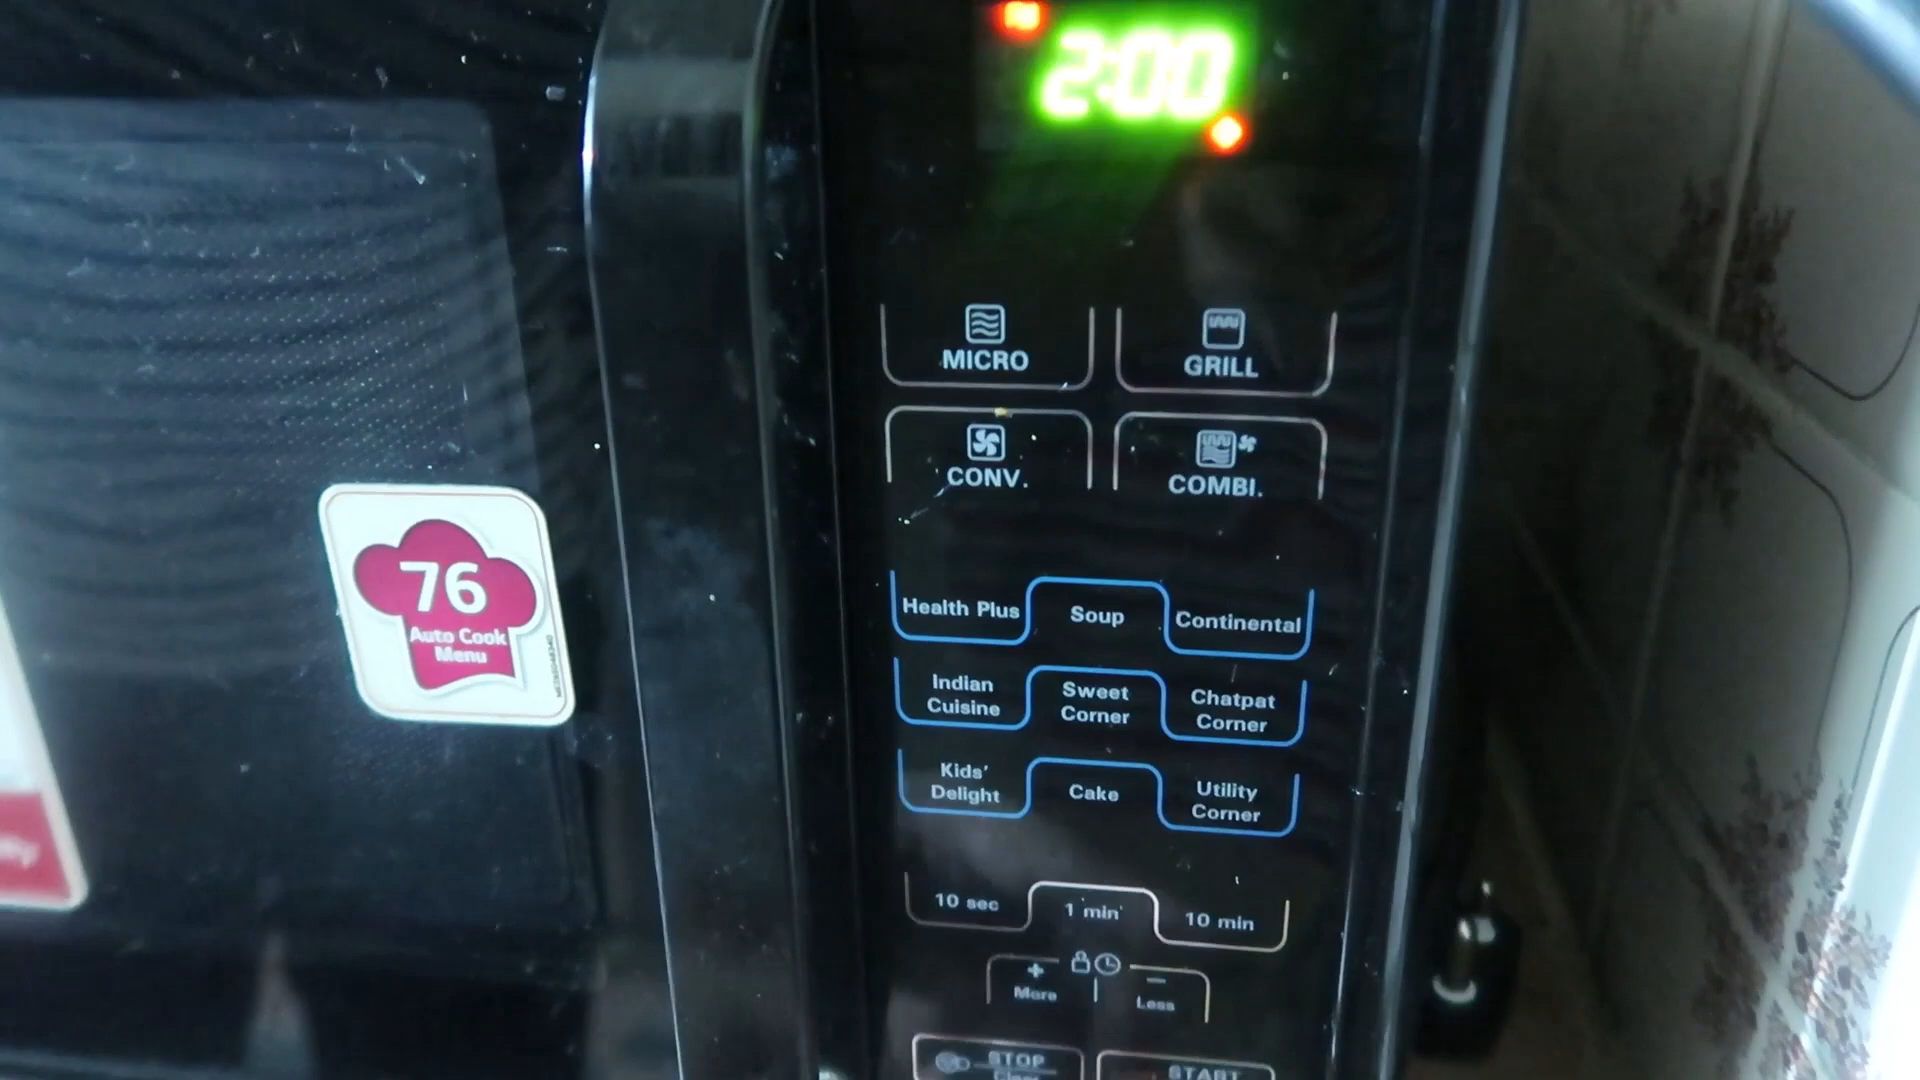 2:00
MICRO
GRILL
CONV.
COMBI.
76
Auto Cook
Menu
Health Plus
Soup
Continental
Indian
Cuisine
Sweet
Corner
Chatpat
Corner
Kids'
Delight
Cake
Utility
Corner
10 sec
1 min
10 min
+
More
-
Less
STOP
Clear
START